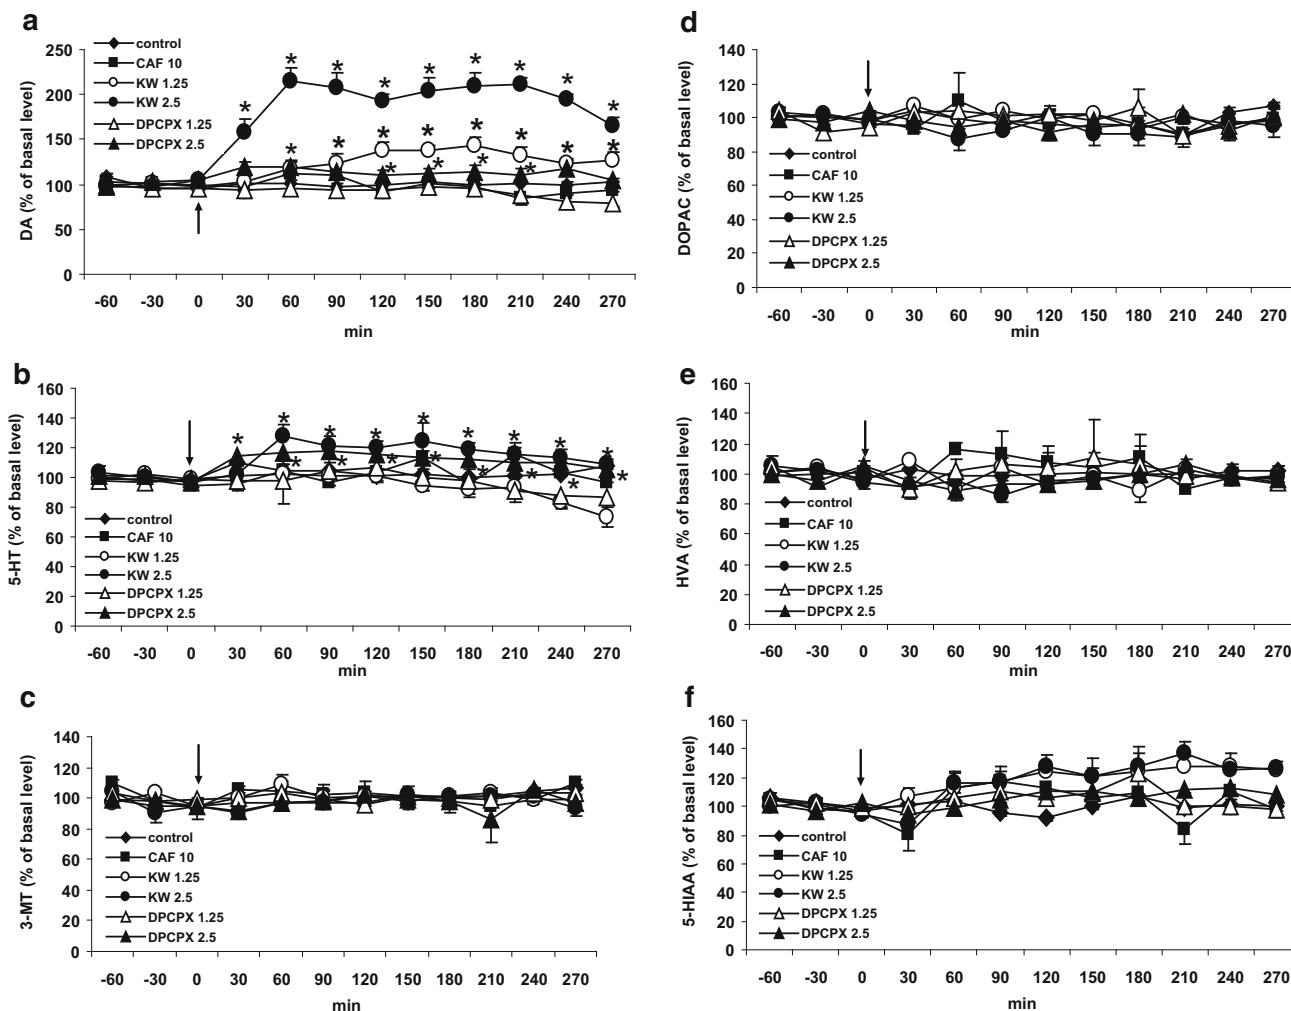 a
DA (% of basal level)
250
200
150
100
50
0
control
CAF 10
KW 1.25
KW 2.5
DPCPX 1.25
DPCPX 2.5
* * * * * * * * *
* * * * * * *
* * * *
-60 -30 0 30 60 90 120 150 180 210 240 270
min
d
DOPAC (% of basal level)
140
120
100
80
60
40
20
0
control
CAF 10
KW 1.25
KW 2.5
DPCPX 1.25
DPCPX 2.5
-60 -30 0 30 60 90 120 150 180 210 240 270
min
b
5-HT (% of basal level)
160
140
120
100
80
60
40
20
0
* * * * * * * * *
* * * * * * * *
control
CAF 10
KW 1.25
KW 2.5
DPCPX 1.25
DPCPX 2.5
-60 -30 0 30 60 90 120 150 180 210 240 270
min
e
HVA (% of basal level)
160
140
120
100
80
60
40
20
0
control
CAF 10
KW 1.25
KW 2.5
DPCPX 1.25
DPCPX 2.5
-60 -30 0 30 60 90 120 150 180 210 240 270
min
c
3-MT (% of basal level)
140
120
100
80
60
40
20
0
control
CAF 10
KW 1.25
KW 2.5
DPCPX 1.25
DPCPX 2.5
-60 -30 0 30 60 90 120 150 180 210 240 270
min
f
5-HIAA (% of basal level)
160
140
120
100
80
60
40
20
0
control
CAF 10
KW 1.25
KW 2.5
DPCPX 1.25
DPCPX 2.5
-60 -30 0 30 60 90 120 150 180 210 240 270
min